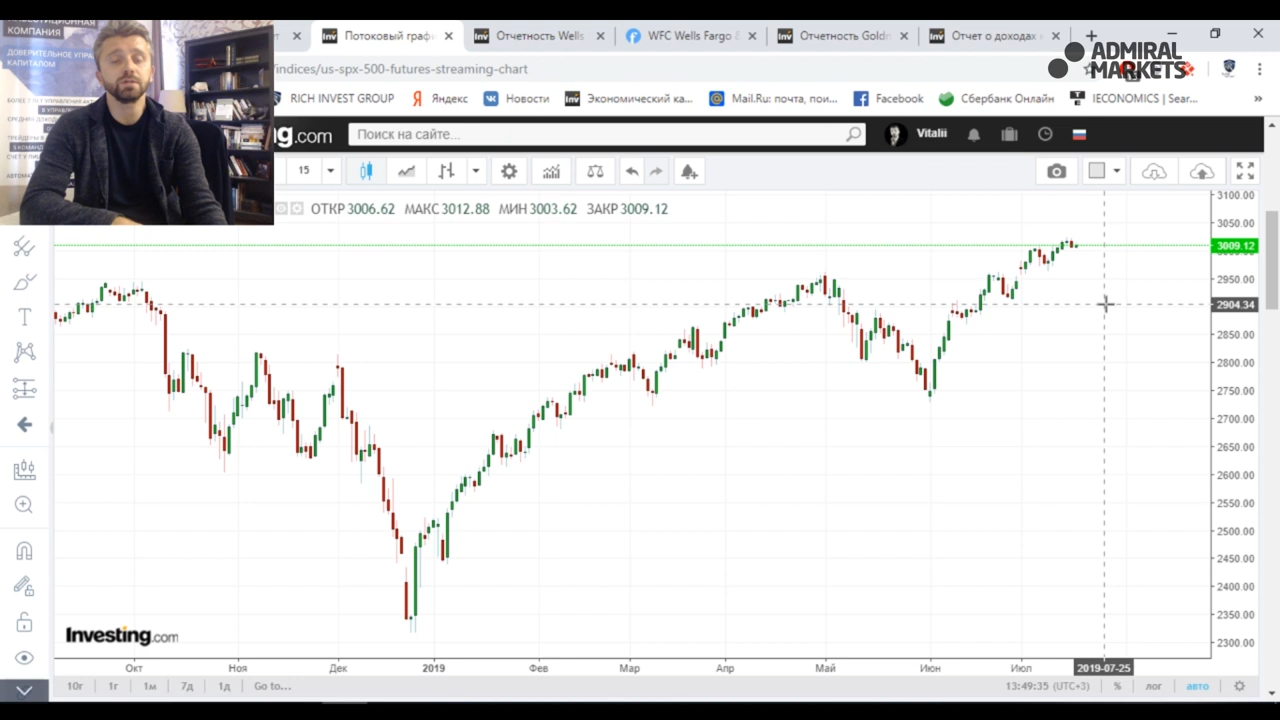 ИНВЕСТИЦИОННАЯ
КОМПАНИЯ
ДОВЕРИТЕЛЬНОЕ УПРА
КАПИТАЛОМ
Потоковый граф
Отчетность Wells
WFC Wells Fargo &
Отчетность Goldn
Отчет о доходах
ADMIRAL
MARKETS
/indices/us-spx-500-futures-streaming-chart
RICH INVEST GROUP
Яндекс
Новости
Экономический ка...
Mail.Ru: почта, пои...
Facebook
Сбербанк Онлайн
IECONOMICS | Sear...
ng.com
Поиск на сайте...
Vitalii
15
ОТКР 3006.62 МАКС 3012.88 МИН 3003.62 ЗАКР 3009.12
3100.00
3050.00
3009.12
2950.00
2904.34
2850.00
2800.00
2750.00
2700.00
2650.00
2600.00
2550.00
2500.00
2450.00
2400.00
2350.00
2300.00
Investing.com
Окт Ноя Дек 2019 Фев Мар Апр Май Июн Июл 2019-07-25
10г 1г 1м 7д 1д Go to... 13:49:35 (UTC+3) % лог авто